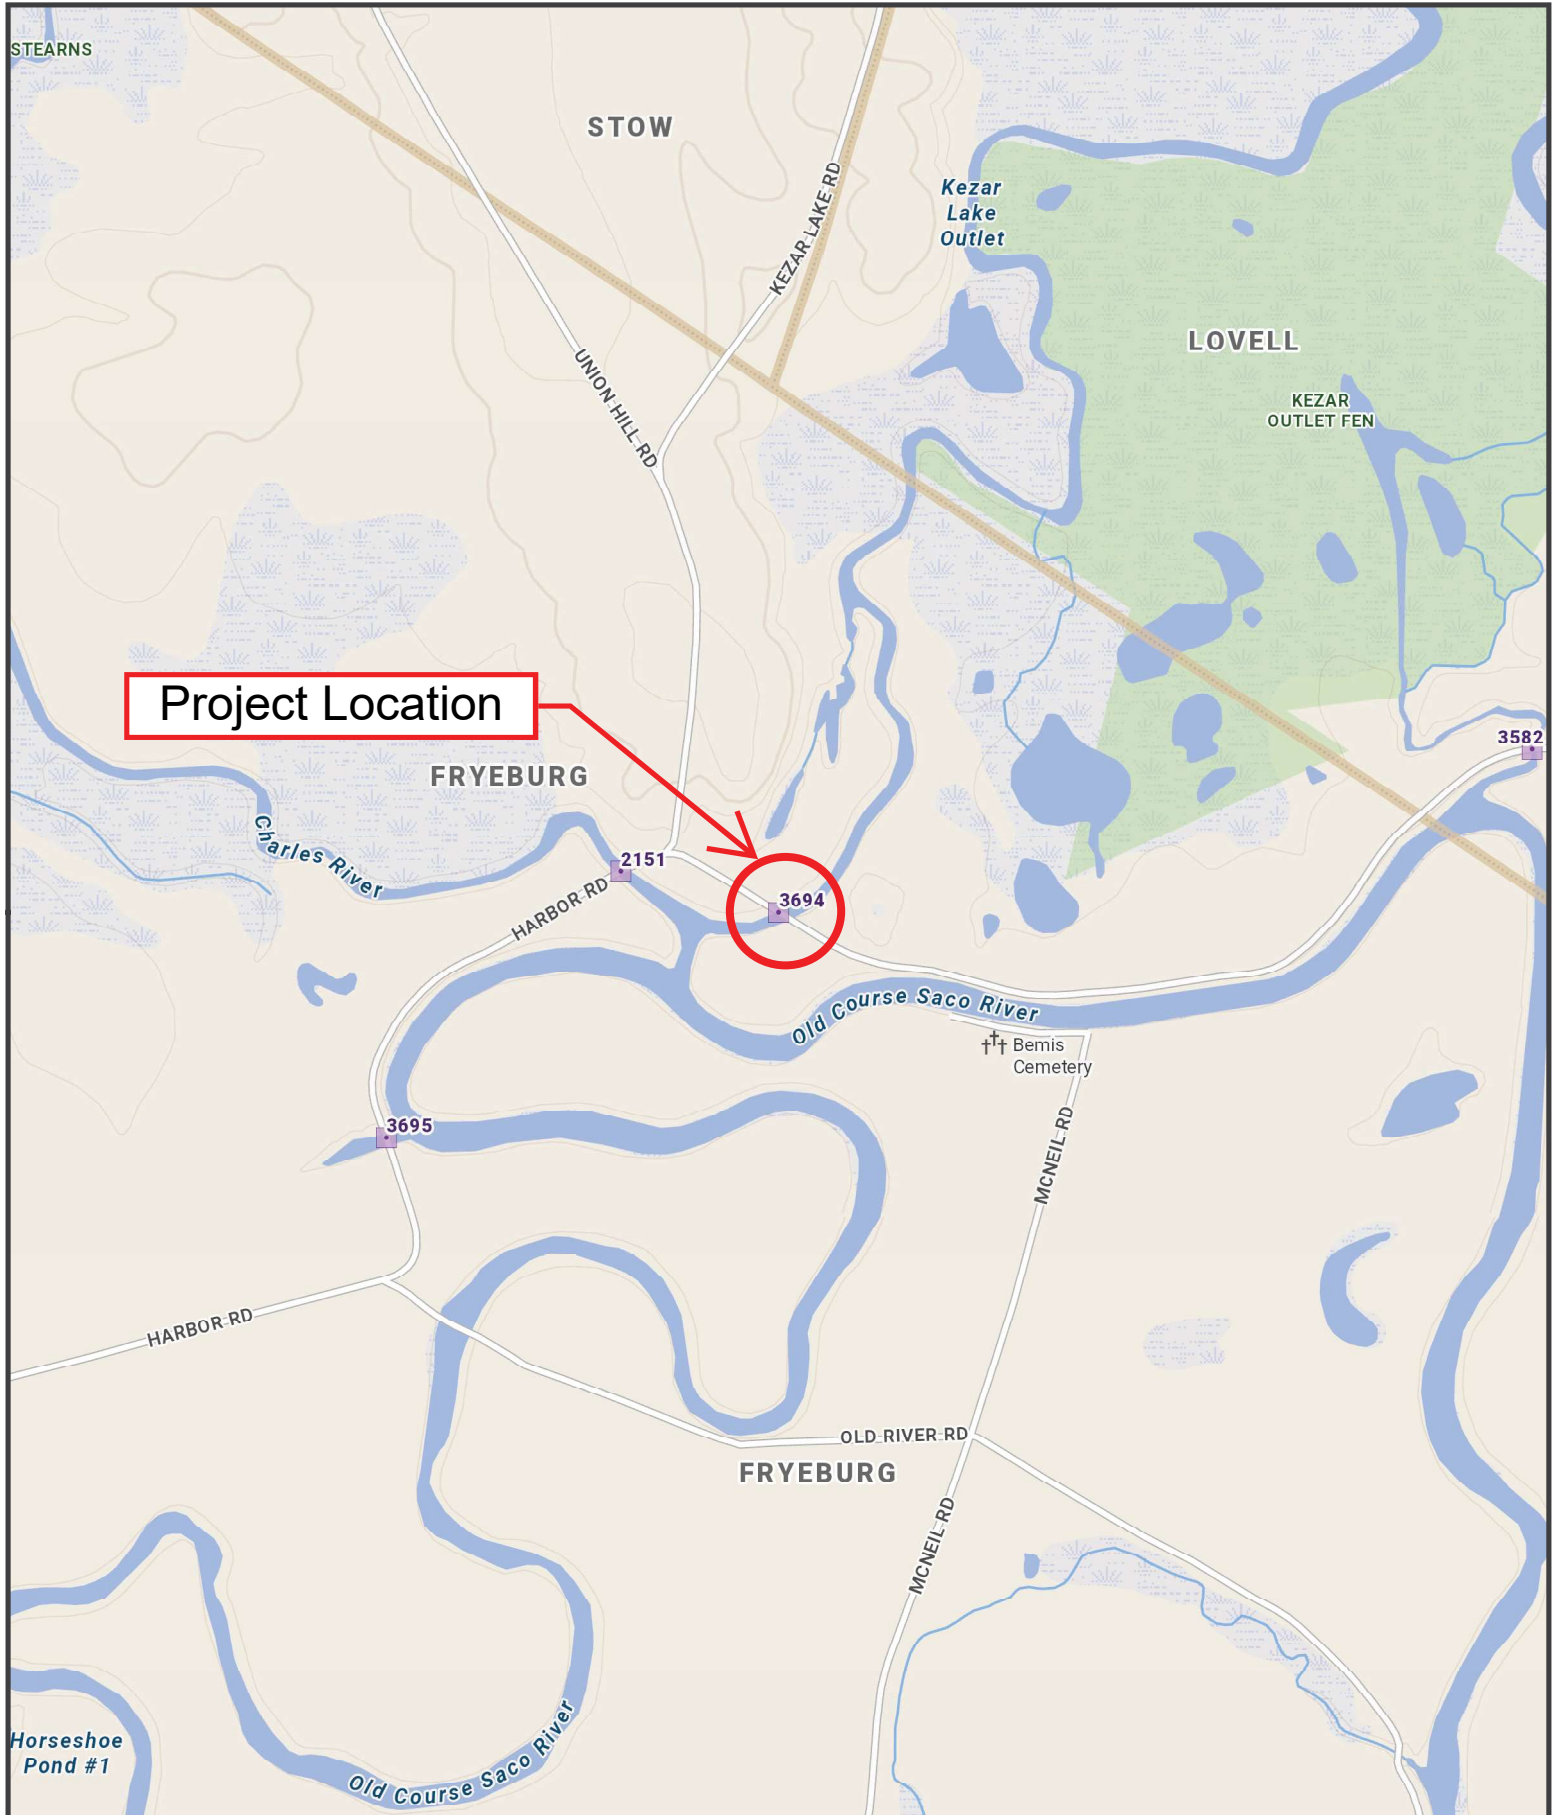 STEARNS
STOW
KEZAR LAKE RD
Kezar
Lake
Outlet
LOVELL
UNION HILL RD
KEZAR
OUTLET FEN
Project Location
3582
FRYEBURG
Charles River
2151
HARBOR RD
3694
Old Course Saco River
Bemis
Cemetery
3695
MCNEIL RD
HARBOR RD
OLD RIVER RD
FRYEBURG
MCNEIL RD
Horseshoe
Pond #1
Old Course Saco River